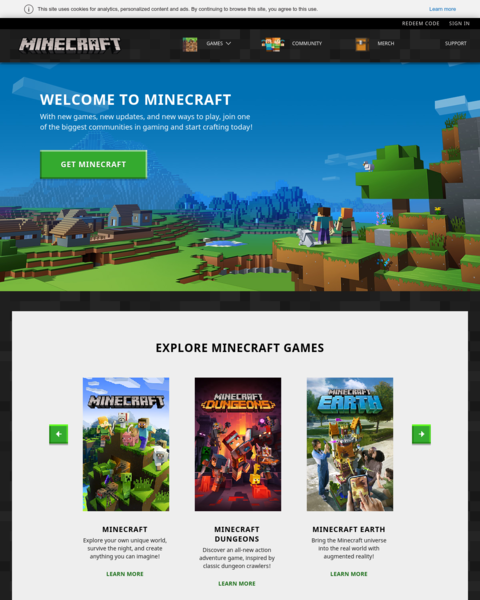 This site uses cookies for analytics, personalized content and ads. By continuing to browse this site, you agree to this use.
Learn more
REDEEM CODE SIGN IN
MINECRAFT
GAMES
COMMUNITY
MERCH
SUPPORT
WELCOME TO MINECRAFT
With new games, new updates, and new ways to play, join one
of the biggest communities in gaming and start crafting today!
GET MINECRAFT
EXPLORE MINECRAFT GAMES
MINECRAFT
MINECRAFT
DUNGEONS
MINECRAFT
EARTH
MINECRAFT
Explore your own unique world,
survive the night, and create
anything you can imagine!
LEARN MORE
MINECRAFT
DUNGEONS
Discover an all-new action
adventure game, inspired by
classic dungeon crawlers!
LEARN MORE
MINECRAFT EARTH
Bring the Minecraft universe
into the real world with
augmented reality!
LEARN MORE